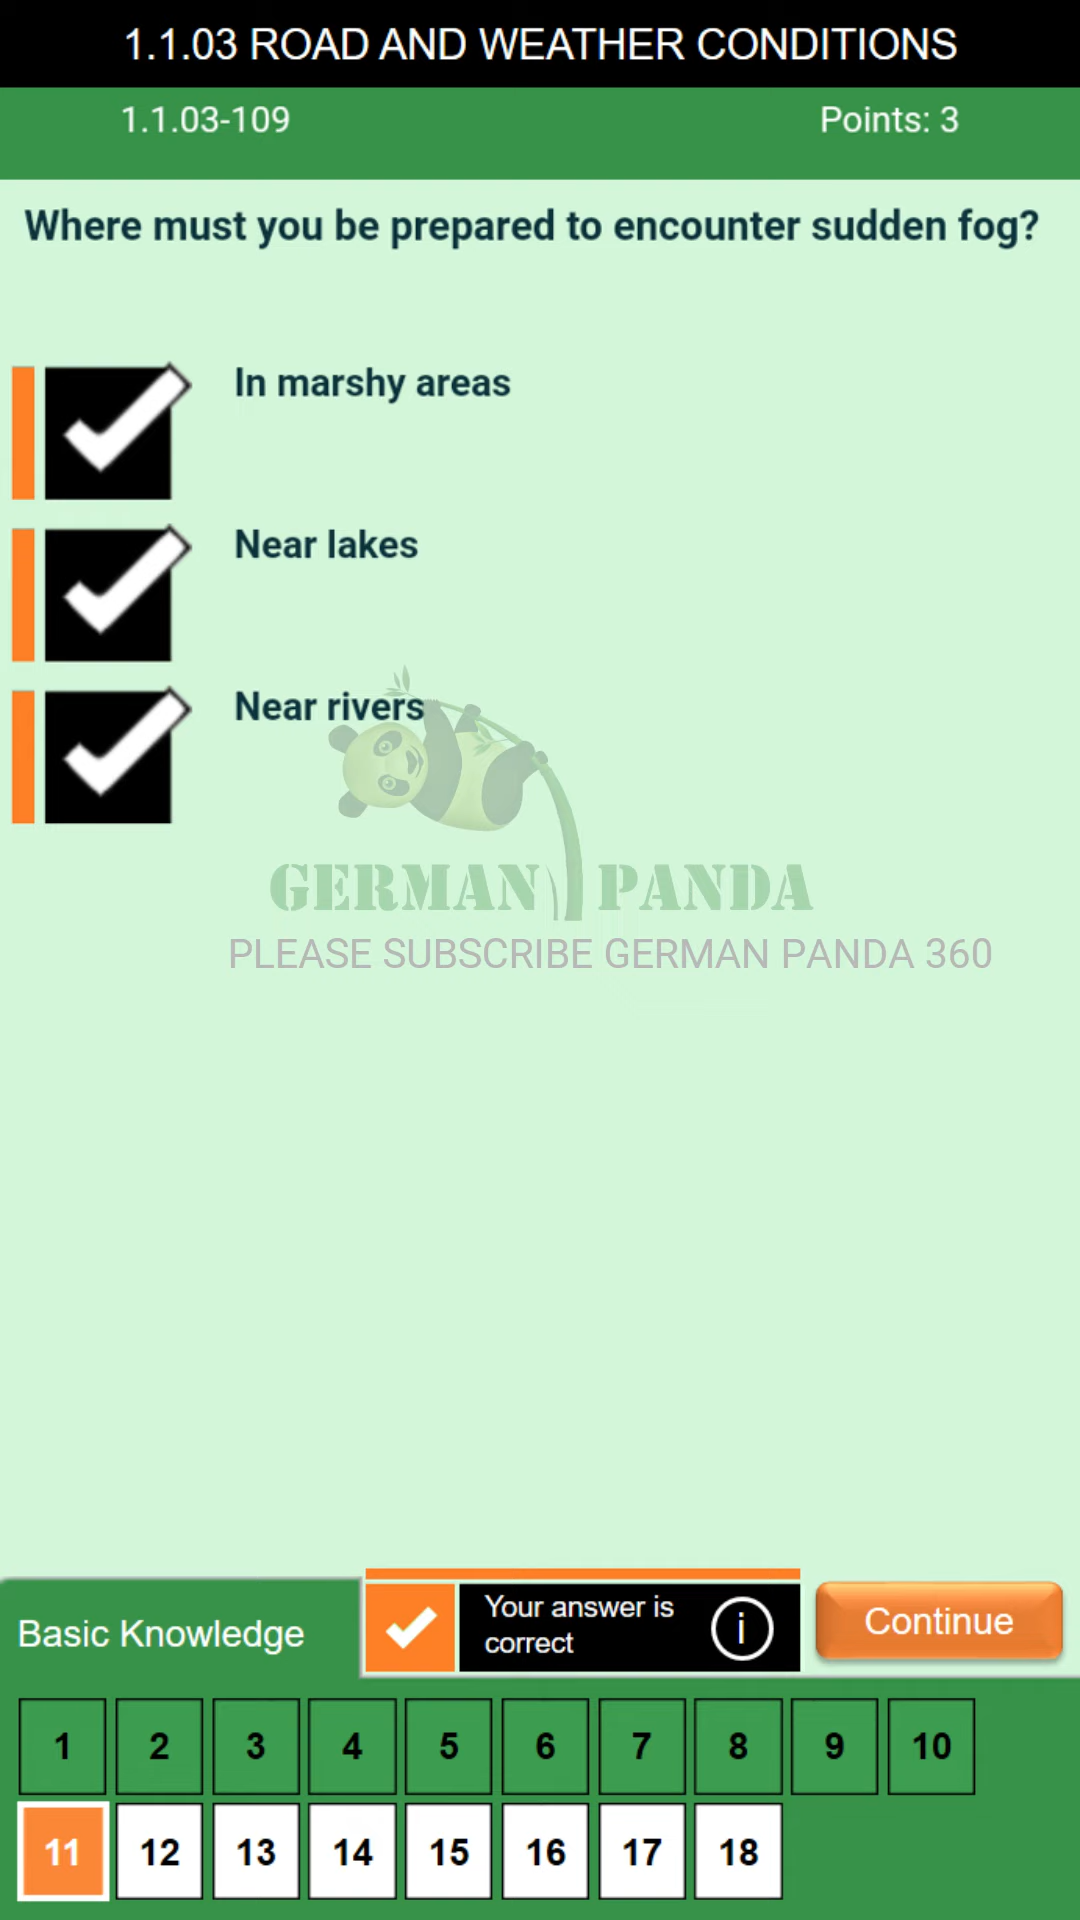 1.1.03 ROAD AND WEATHER CONDITIONS
1.1.03-109 Points: 3
Where must you be prepared to encounter sudden fog?
In marshy areas
Near lakes
Near rivers
GERMAN PANDA
PLEASE SUBSCRIBE GERMAN PANDA 360
Basic Knowledge
Your answer is
correct
i
Continue
1 2 3 4 5 6 7 8 9 10
11 12 13 14 15 16 17 18